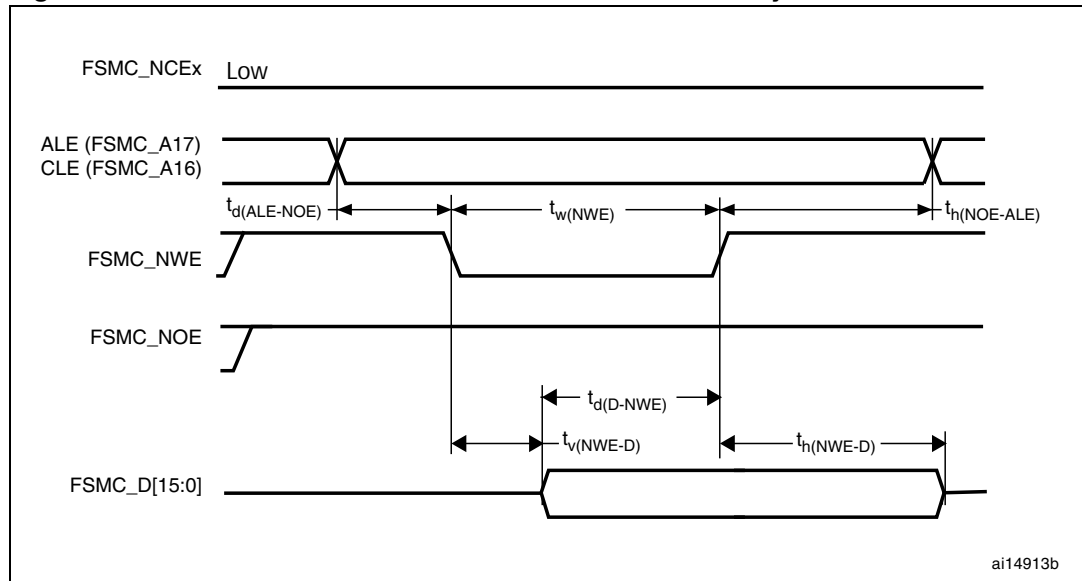 FSMC_NCEx Low
ALE (FSMC_A17)
CLE (FSMC_A16)
td(ALE-NOE) tw(NWE) th(NOE-ALE)
FSMC_NWE
FSMC_NOE
td(D-NWE)
tv(NWE-D) th(NWE-D)
FSMC_D[15:0]
ai14913b